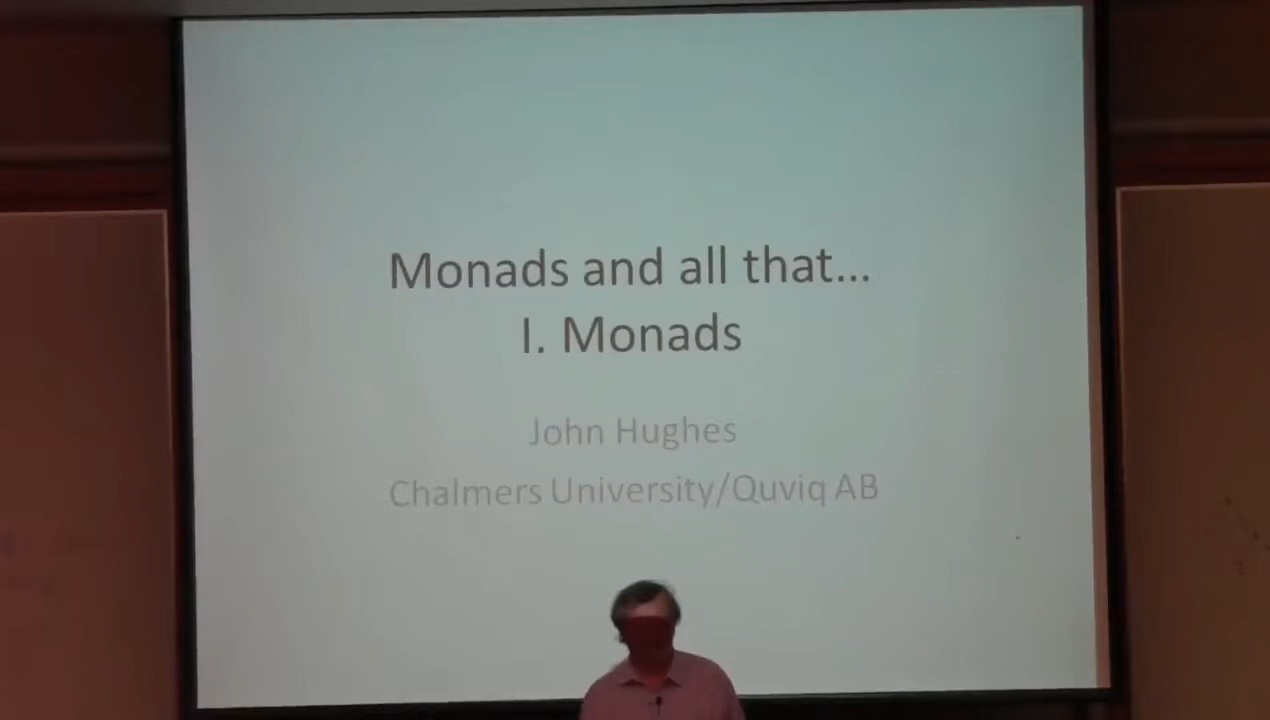 Monads and all that...
I. Monads
John Hughes
Chalmers University/Quviq AB